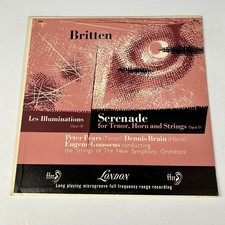 Britten
Les Illuminations
Opus 18
Serenade
for Tenor, Horn and Strings Opus 31
Peter Pears (Tenor) Dennis Brain (Horn)
Eugene Goossens conducting
the Strings of The New Symphony Orchestra
ffrr
LONDON
ffrr
Long playing microgroove full frequency range recording